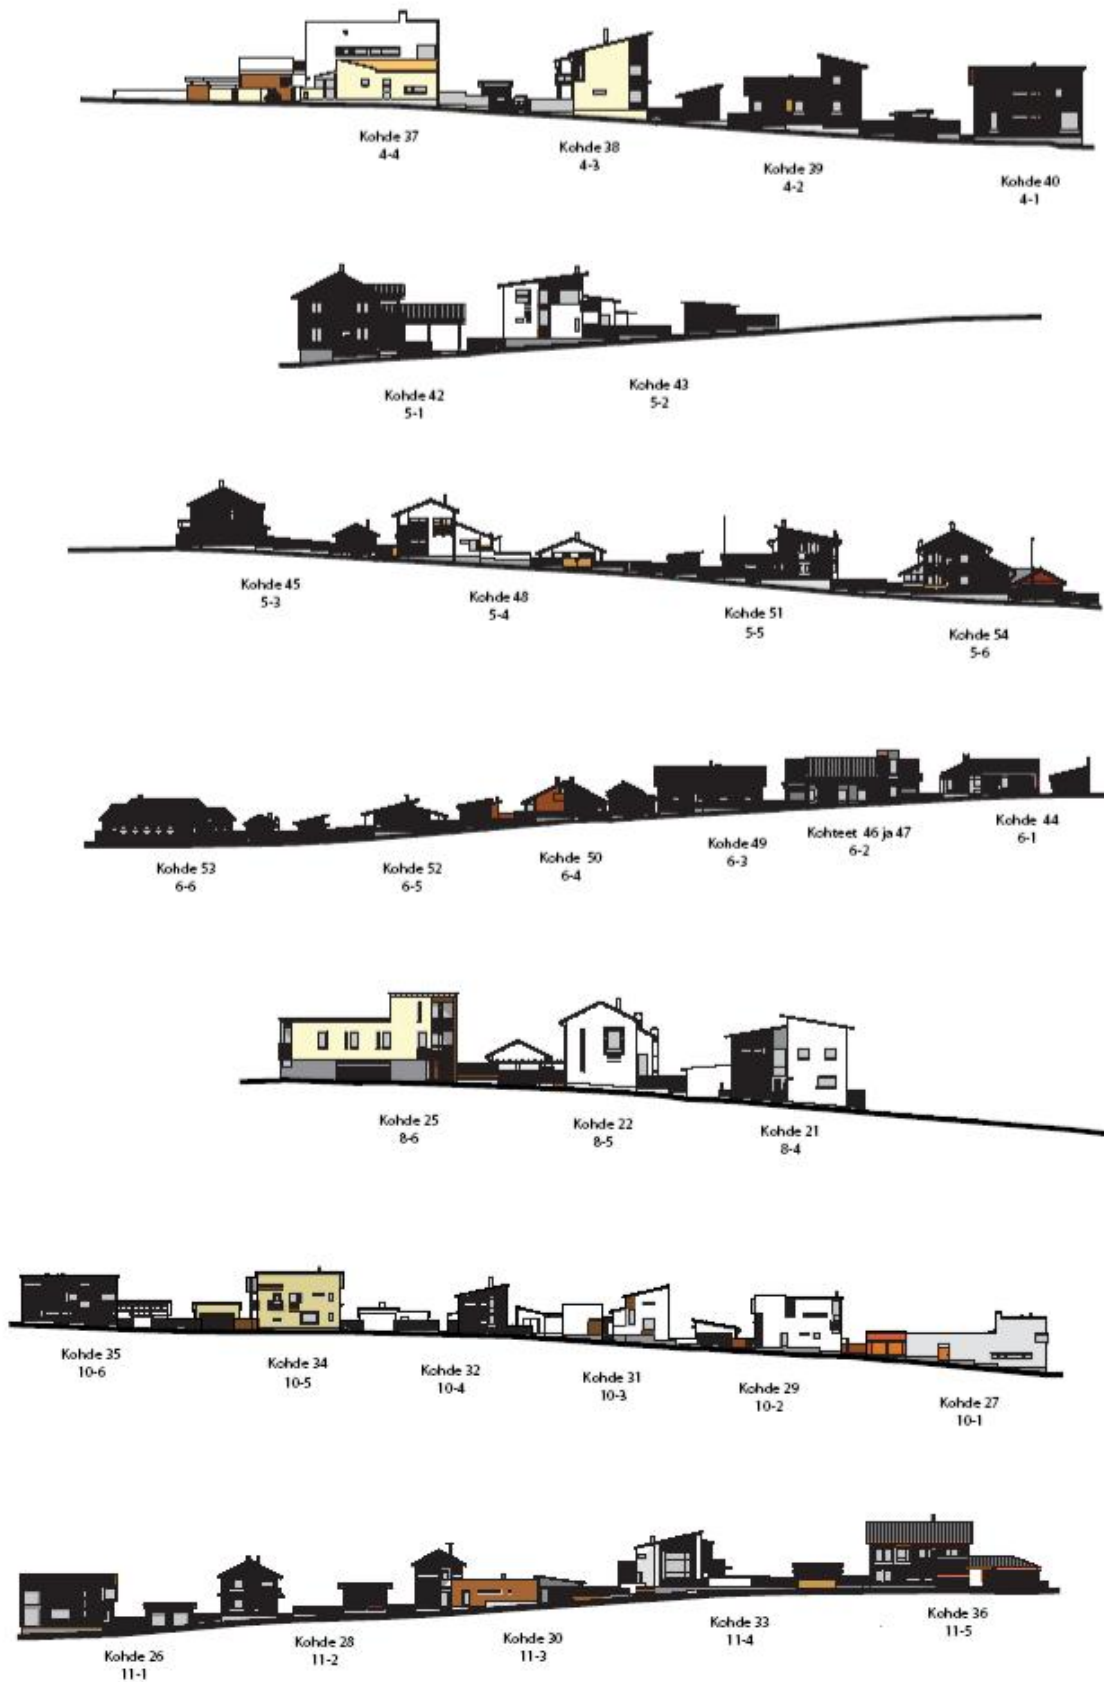 Kohde 37
4-4
Kohde 38
4-3
Kohde 39
4-2
Kohde 40
4-1
Kohde 42
5-1
Kohde 43
5-2
Kohde 45
5-3
Kohde 48
5-4
Kohde 51
5-5
Kohde 54
5-6
Kohde 53
6-6
Kohde 52
6-5
Kohde 50
6-4
Kohde 49
6-3
Kohteet 46 ja 47
6-2
Kohde 44
6-1
Kohde 25
8-6
Kohde 22
8-5
Kohde 21
8-4
Kohde 35
10-6
Kohde 34
10-5
Kohde 32
10-4
Kohde 31
10-3
Kohde 29
10-2
Kohde 27
10-1
Kohde 26
11-1
Kohde 28
11-2
Kohde 30
11-3
Kohde 33
11-4
Kohde 36
11-5